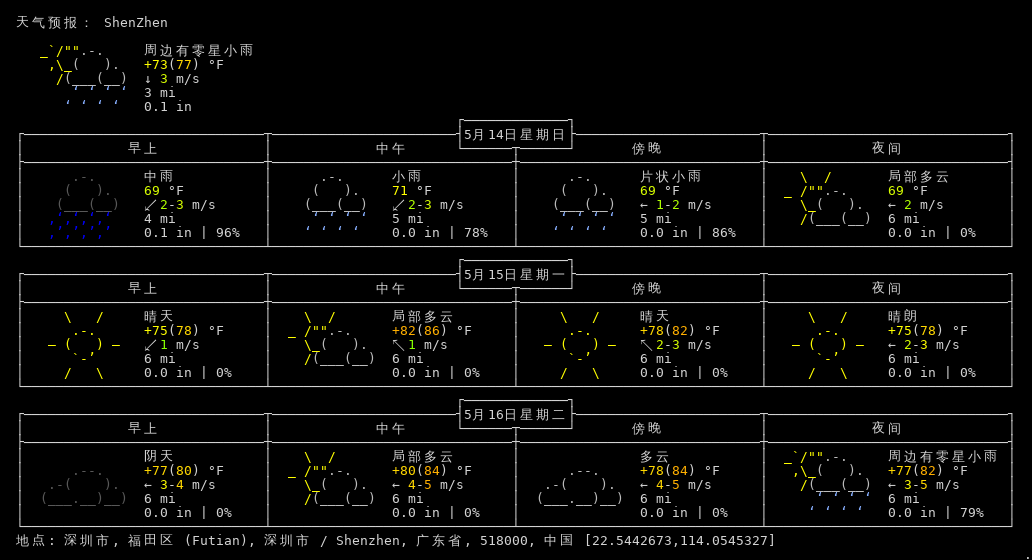 天气预报： ShenZhen
周边有零星小雨
+73(77) °F
↓ 3 m/s
3 mi
0.1 in
5月14日星期日
早上 中午 傍晚 夜间
中雨 小雨 片状小雨 局部多云
69 °F 71 °F 69 °F 69 °F
↙ 2-3 m/s ↙ 2-3 m/s ← 1-2 m/s ← 2 m/s
4 mi 5 mi 5 mi 6 mi
0.1 in | 96% 0.0 in | 78% 0.0 in | 86% 0.0 in | 0%
5月15日星期一
早上 中午 傍晚 夜间
晴天 局部多云 晴天 晴朗
+75(78) °F +82(86) °F +78(82) °F +75(78) °F
↙ 1 m/s ↖ 1 m/s ↖ 2-3 m/s ← 2-3 m/s
6 mi 6 mi 6 mi 6 mi
0.0 in | 0% 0.0 in | 0% 0.0 in | 0% 0.0 in | 0%
5月16日星期二
早上 中午 傍晚 夜间
阴天 局部多云 多云 周边有零星小雨
+77(80) °F +80(84) °F +78(84) °F +77(82) °F
← 3-4 m/s ← 4-5 m/s ← 4-5 m/s ← 3-5 m/s
6 mi 6 mi 6 mi 6 mi
0.0 in | 0% 0.0 in | 0% 0.0 in | 0% 0.0 in | 79%
地点: 深圳市, 福田区 (Futian), 深圳市 / Shenzhen, 广东省, 518000, 中国 [22.5442673,114.0545327]